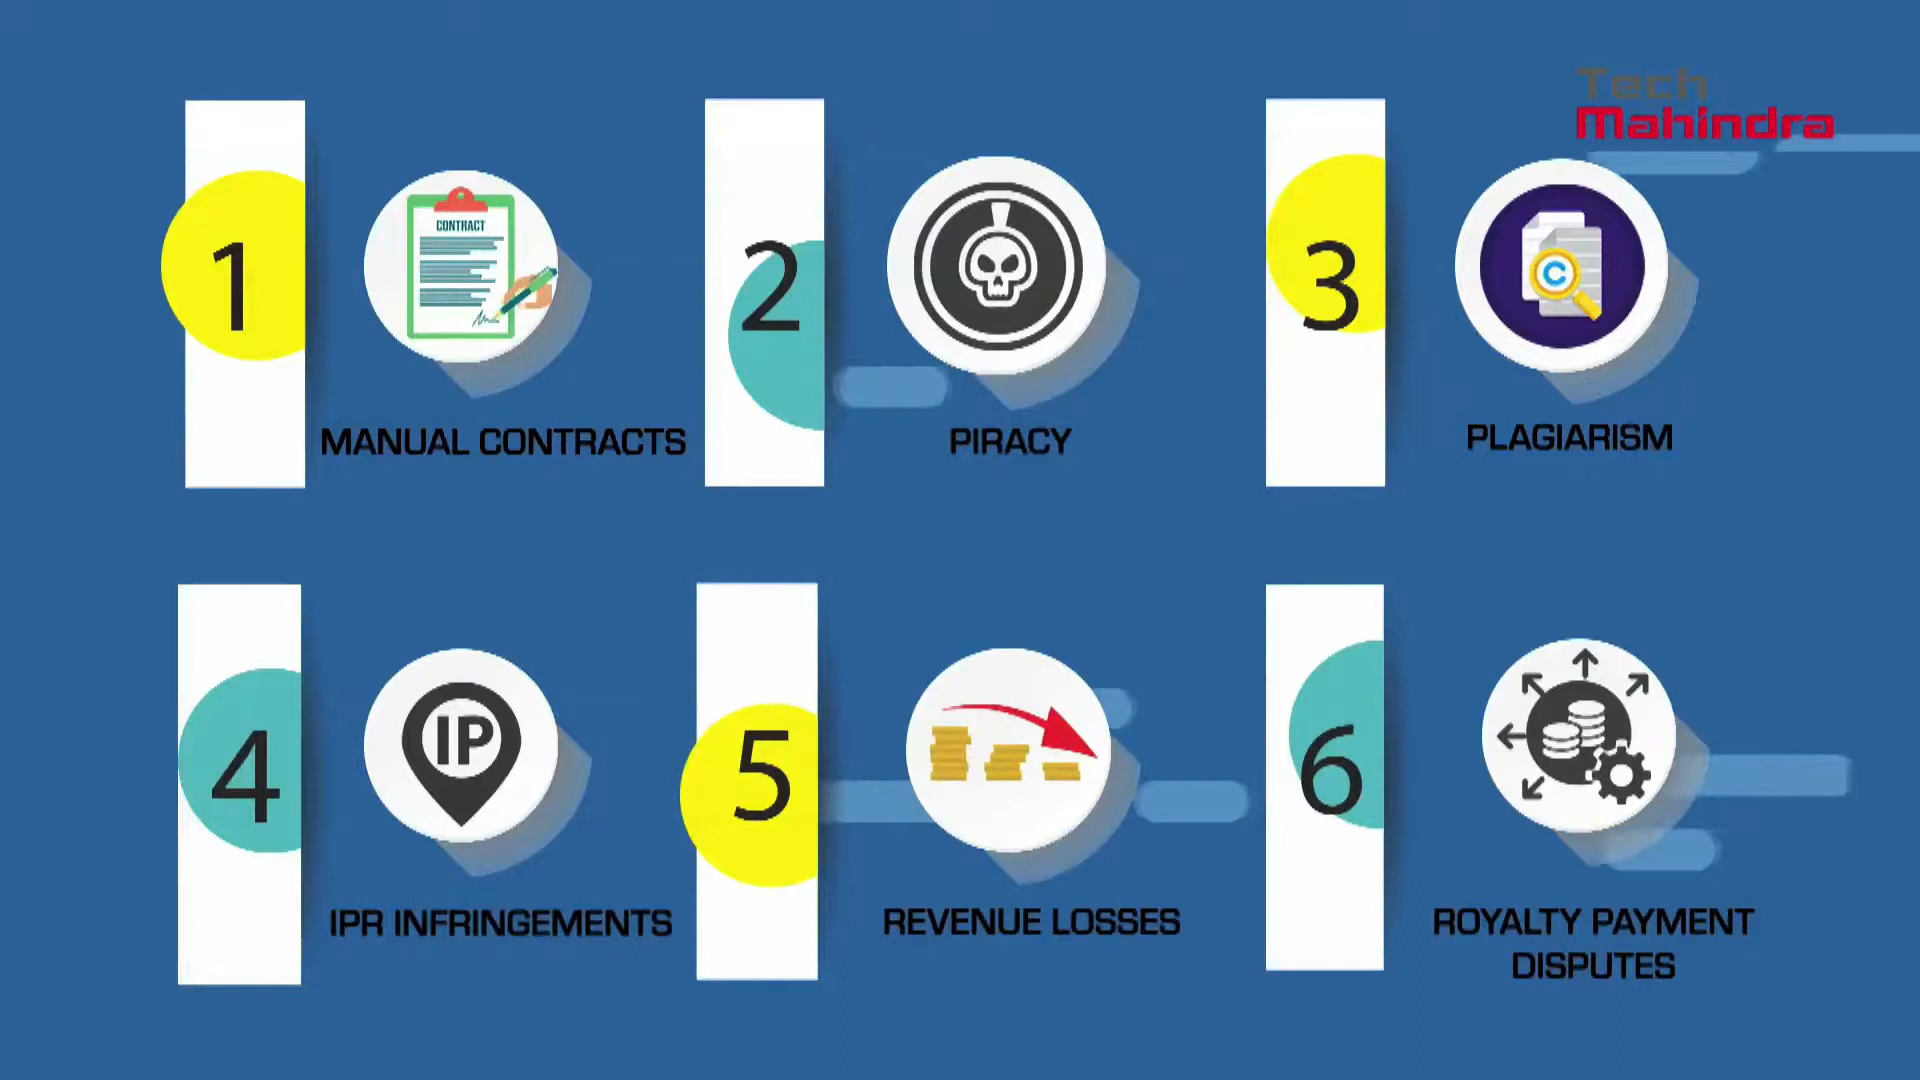 Tech
Mahindra
1
CONTRACT
MANUAL CONTRACTS
2
PIRACY
3
C
PLAGIARISM
4
IP
IPR INFRINGEMENTS
5
REVENUE LOSSES
6
ROYALTY PAYMENT
DISPUTES